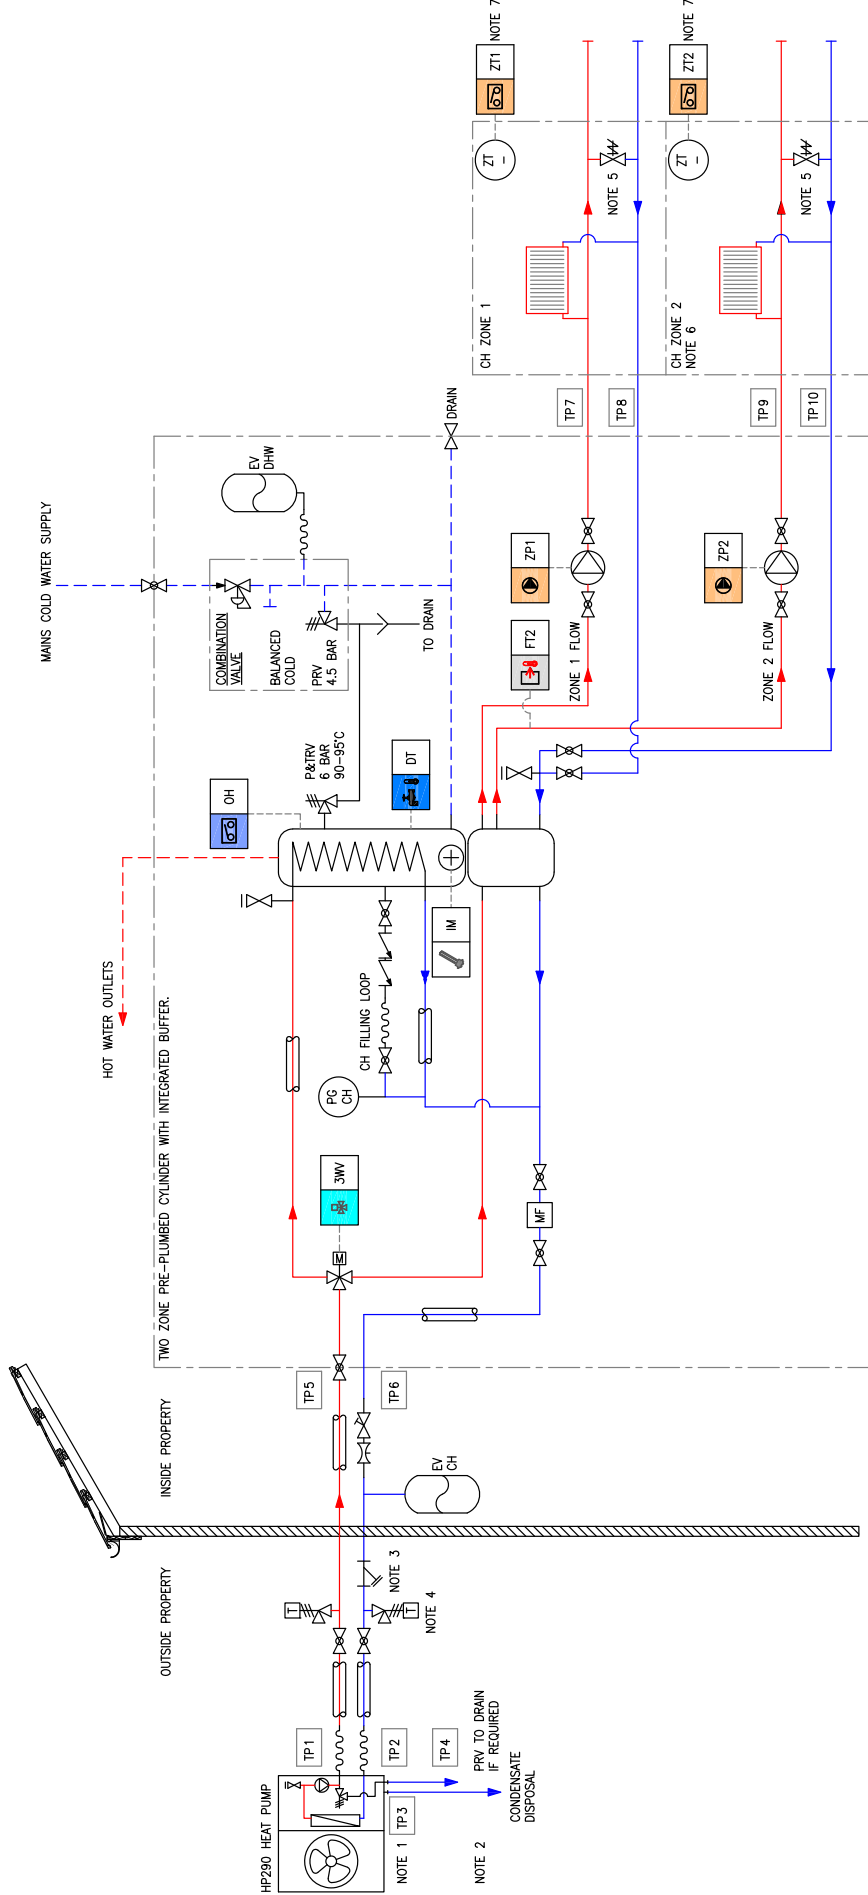 HP290 HEAT PUMP
NOTE 1
NOTE 2
TP1
TP2
TP3
TP4
PRV TO DRAIN
IF REQUIRED
CONDENSATE
DISPOSAL
OUTSIDE PROPERTY
INSIDE PROPERTY
T
T
NOTE 4
NOTE 3
EV
CH
TP5
TP6
TWO ZONE PRE-PLUMBED CYLINDER WITH INTEGRATED BUFFER.
M
3WV
MF
HOT WATER OUTLETS
PG
CH
CH FILLING LOOP
IM
OH
DT
P&TRV
6 BAR
90-95°C
MAINS COLD WATER SUPPLY
COMBINATION
VALVE
BALANCED
COLD
PRV
4.5 BAR
TO DRAIN
EV
DHW
DRAIN
FT2
ZONE 1 FLOW
ZONE 2 FLOW
ZP1
ZP2
TP7
TP8
TP9
TP10
CH ZONE 1
CH ZONE 2
NOTE 6
NOTE 5
NOTE 5
ZT
-
ZT
-
ZT1
NOTE 7
ZT2
NOTE 7